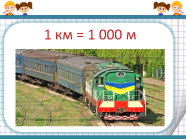 1 км = 1 000 м